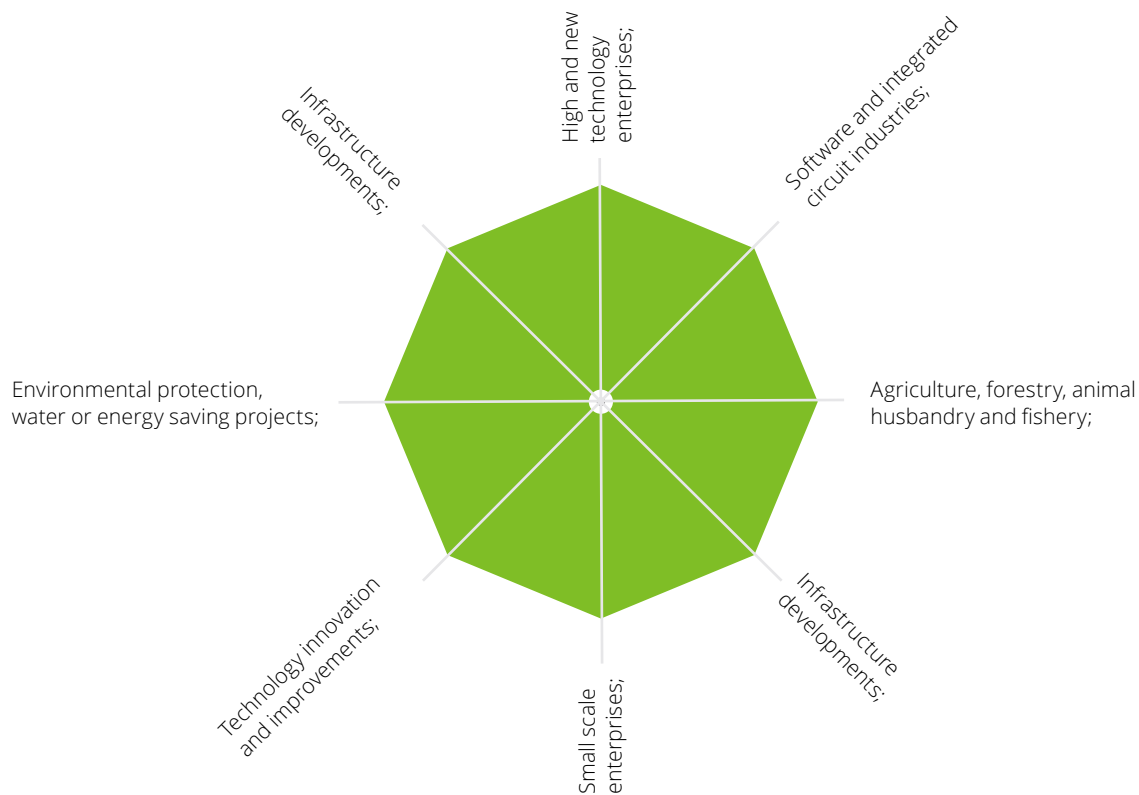 High and new
technology
enterprises;
Software and integrated
circuit industries;
Agriculture, forestry, animal
husbandry and fishery;
Infrastructure
developments;
Small scale
enterprises;
Technology innovation
and improvements;
Environmental protection,
water or energy saving projects;
Infrastructure
developments;